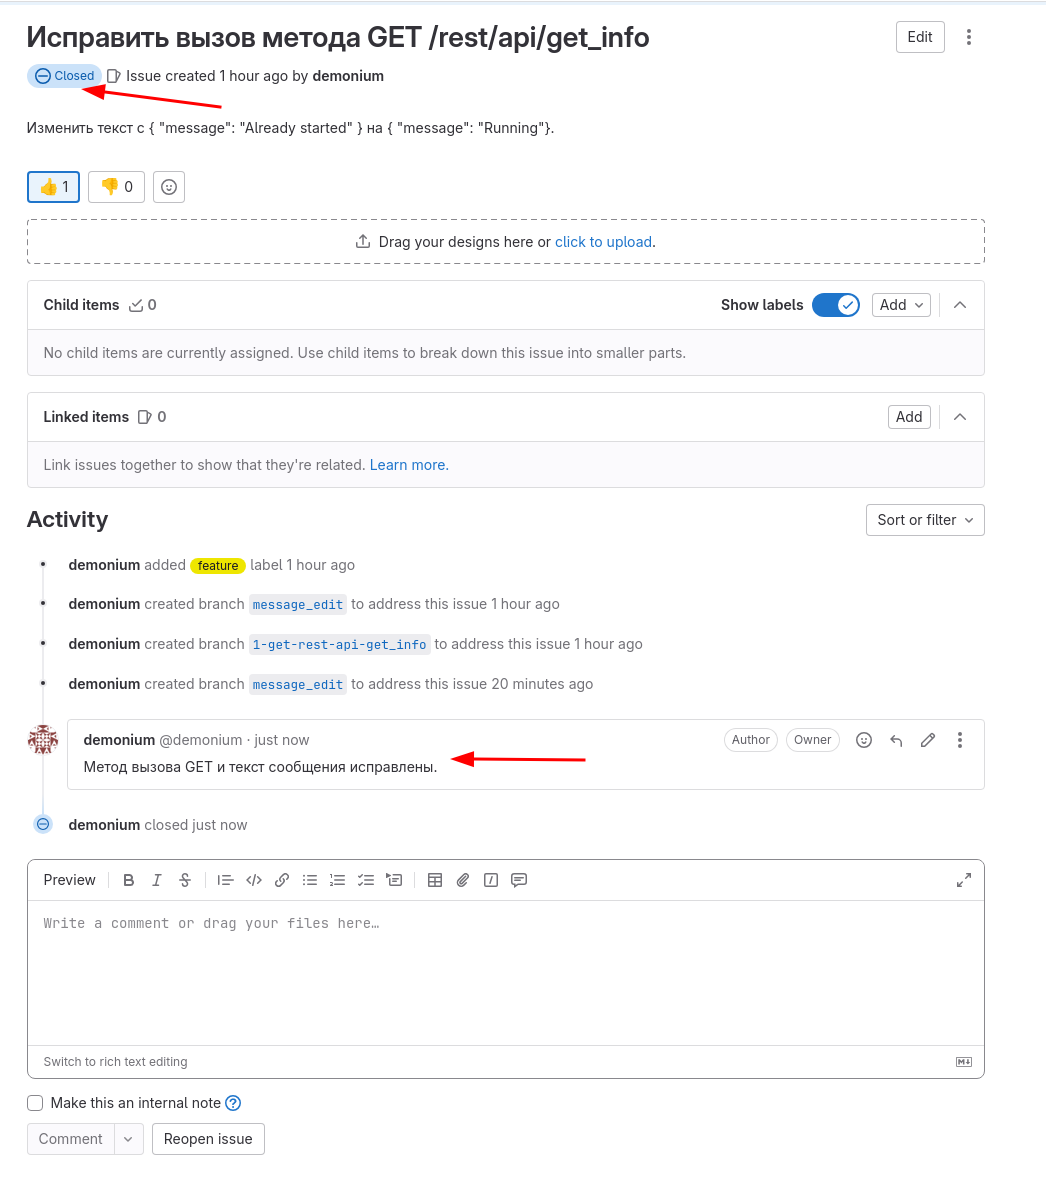 Исправить вызов метода GET /rest/api/get_info
Edit
Closed Issue created 1 hour ago by demonium
Изменить текст с { "message": "Already started" } на { "message": "Running"}.
👍 1 👎 0
Drag your designs here or click to upload.
Child items 0 Show labels Add
No child items are currently assigned. Use child items to break down this issue into smaller parts.
Linked items 0 Add
Link issues together to show that they're related. Learn more.
Activity Sort or filter
demonium added feature label 1 hour ago
demonium created branch message_edit to address this issue 1 hour ago
demonium created branch 1-get-rest-api-get_info to address this issue 1 hour ago
demonium created branch message_edit to address this issue 20 minutes ago
demonium @demonium · just now Author Owner
Метод вызова GET и текст сообщения исправлены.
demonium closed just now
Preview
Write a comment or drag your files here…
Switch to rich text editing
Make this an internal note
Comment Reopen issue